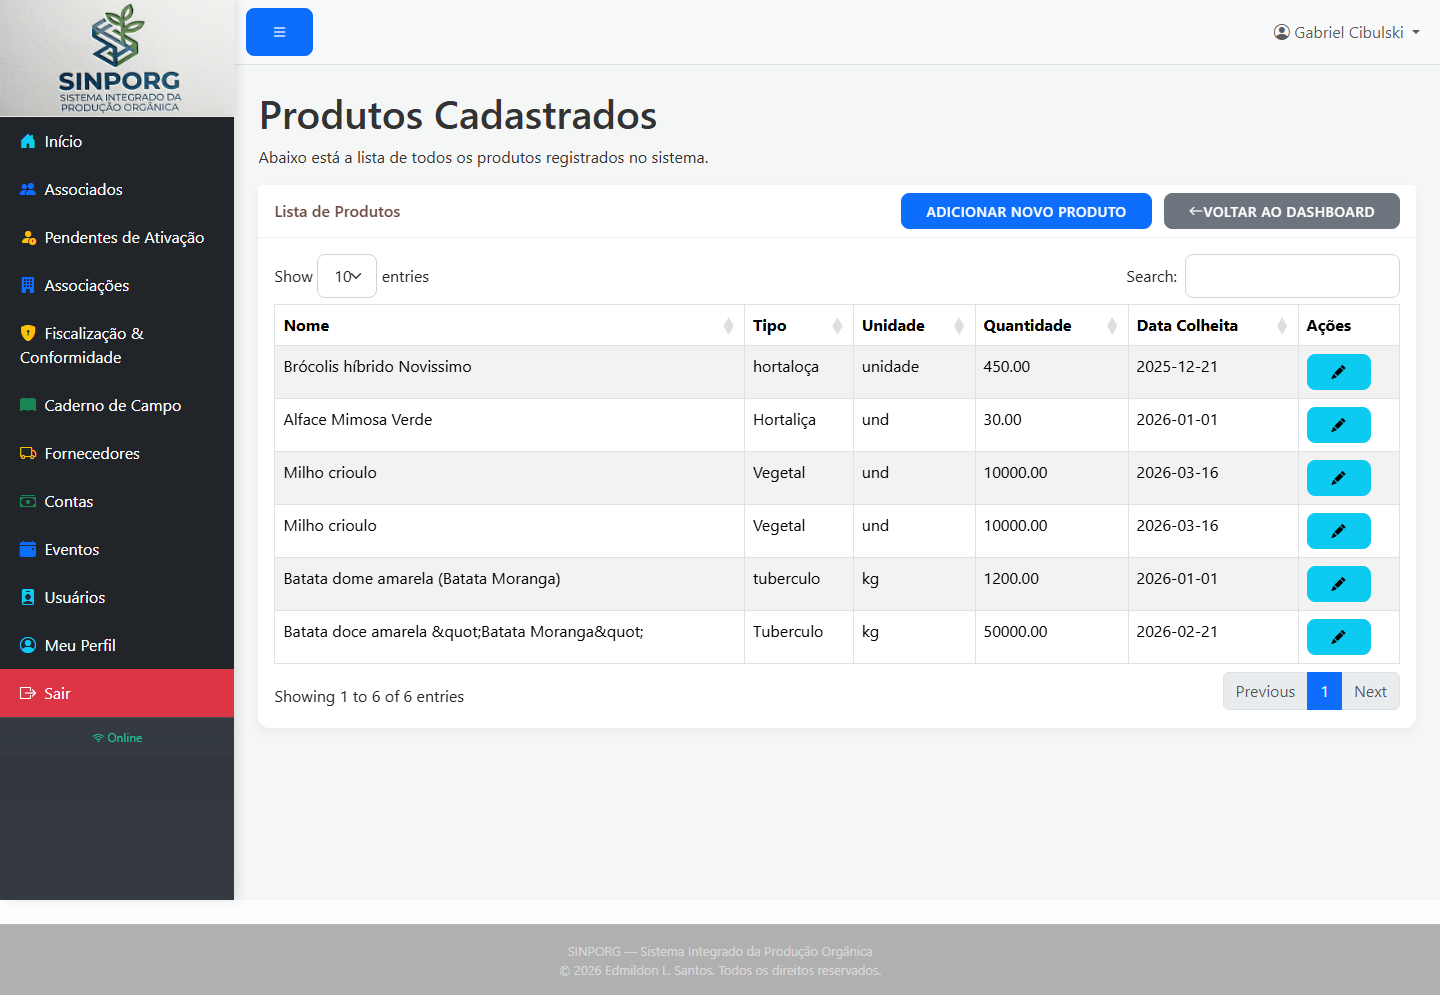 SINPORG
SISTEMA INTEGRADO DA
PRODUÇÃO ORGÂNICA
Início
Associados
Pendentes de Ativação
Associações
Fiscalização &
Conformidade
Caderno de Campo
Fornecedores
Contas
Eventos
Usuários
Meu Perfil
Sair
Online
Gabriel Cibulski
Produtos Cadastrados
Abaixo está a lista de todos os produtos registrados no sistema.
Lista de Produtos
ADICIONAR NOVO PRODUTO
←VOLTAR AO DASHBOARD
Show 10 entries
Search:
Nome Tipo Unidade Quantidade Data Colheita Ações
Brócolis híbrido Novissimo hortaloça unidade 450.00 2025-12-21
Alface Mimosa Verde Hortaliça und 30.00 2026-01-01
Milho crioulo Vegetal und 10000.00 2026-03-16
Milho crioulo Vegetal und 10000.00 2026-03-16
Batata dome amarela (Batata Moranga) tuberculo kg 1200.00 2026-01-01
Batata doce amarela &quot;Batata Moranga&quot; Tuberculo kg 50000.00 2026-02-21
Showing 1 to 6 of 6 entries
Previous 1 Next
SINPORG — Sistema Integrado da Produção Orgânica
© 2026 Edmildon L. Santos. Todos os direitos reservados.